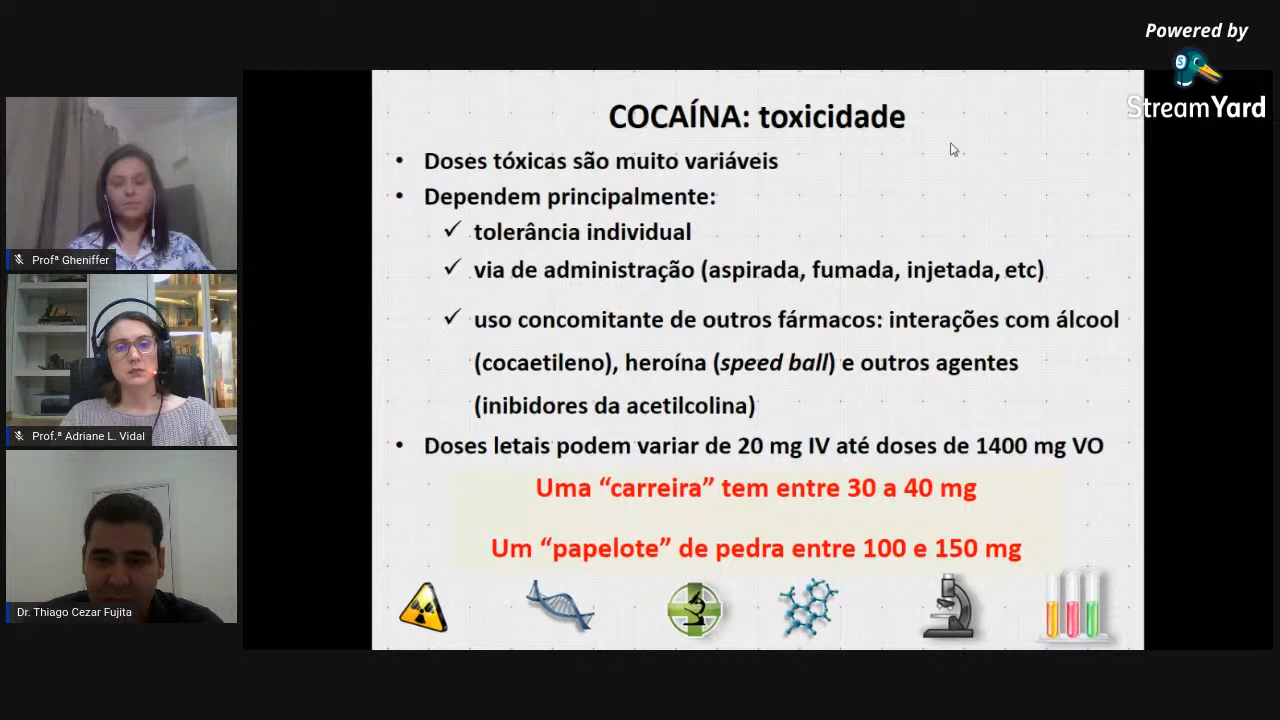 Powered by
StreamYard
COCAÍNA: toxicidade
• Doses tóxicas são muito variáveis
• Dependem principalmente:
✓ tolerância individual
✓ via de administração (aspirada, fumada, injetada, etc)
✓ uso concomitante de outros fármacos: interações com álcool
(cocaetileno), heroína (speed ball) e outros agentes
(inibidores da acetilcolina)
• Doses letais podem variar de 20 mg IV até doses de 1400 mg VO
Uma “carreira” tem entre 30 a 40 mg
Um “papelote” de pedra entre 100 e 150 mg
Profª Gheniffer
Prof.ª Adriane L. Vidal
Dr. Thiago Cezar Fujita